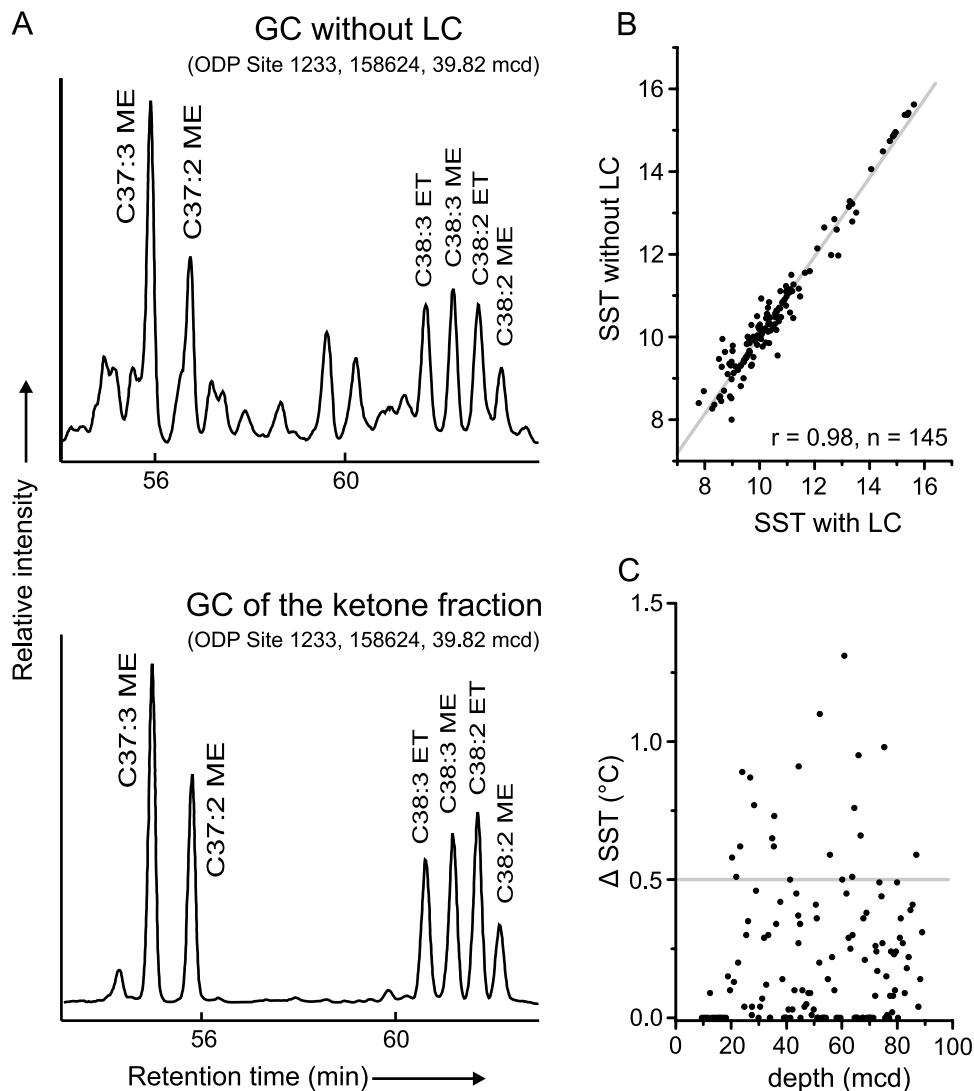 A
GC without LC
(ODP Site 1233, 158624, 39.82 mcd)
C37:3 ME
C37:2 ME
C38:3 ET
C38:3 ME
C38:2 ET
C38:2 ME
56
60
Relative intensity
GC of the ketone fraction
(ODP Site 1233, 158624, 39.82 mcd)
C37:3 ME
C37:2 ME
C38:3 ET
C38:3 ME
C38:2 ET
C38:2 ME
56
60
Retention time (min)
B
SST without LC
16
14
12
10
8
r = 0.98, n = 145
8
10
12
14
16
SST with LC
C
Δ SST (°C)
1.5
1.0
0.5
0.0
0
20
40
60
80
100
depth (mcd)